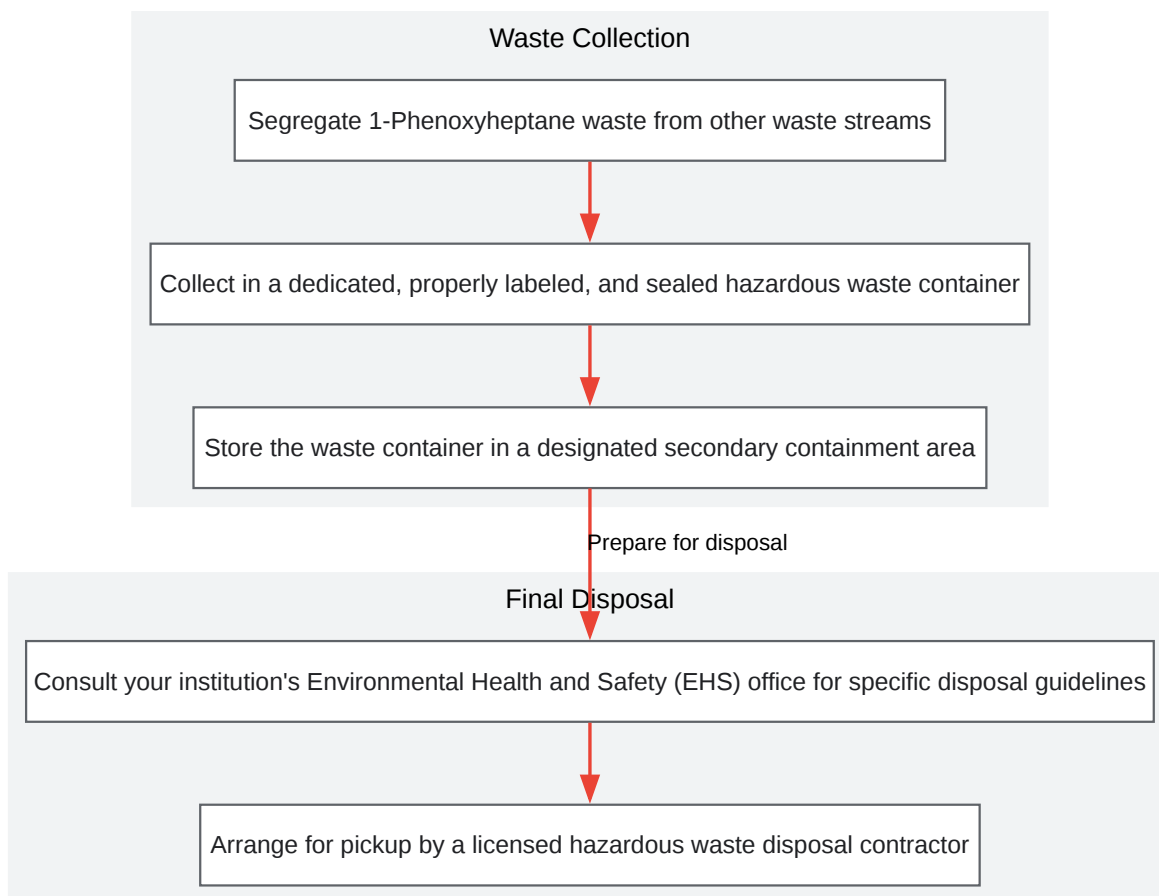 Waste Collection
Segregate 1-Phenoxyheptane waste from other waste streams
Collect in a dedicated, properly labeled, and sealed hazardous waste container
Store the waste container in a designated secondary containment area
Prepare for disposal
Final Disposal
Consult your institution's Environmental Health and Safety (EHS) office for specific disposal guidelines
Arrange for pickup by a licensed hazardous waste disposal contractor